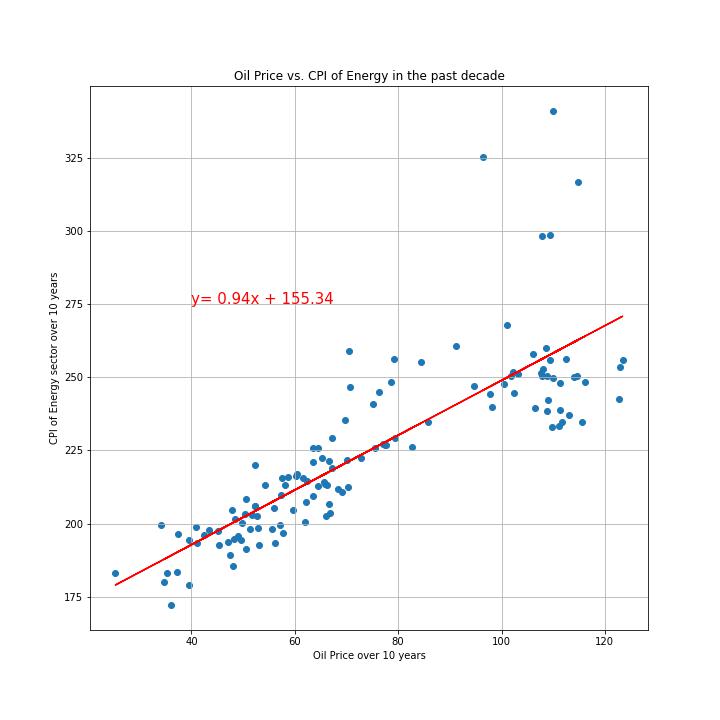 Oil Price vs. CPI of Energy in the past decade
CPI of Energy sector over 10 years
325
300
275
250
225
200
175
y= 0.94x + 155.34
40 60 80 100 120
Oil Price over 10 years